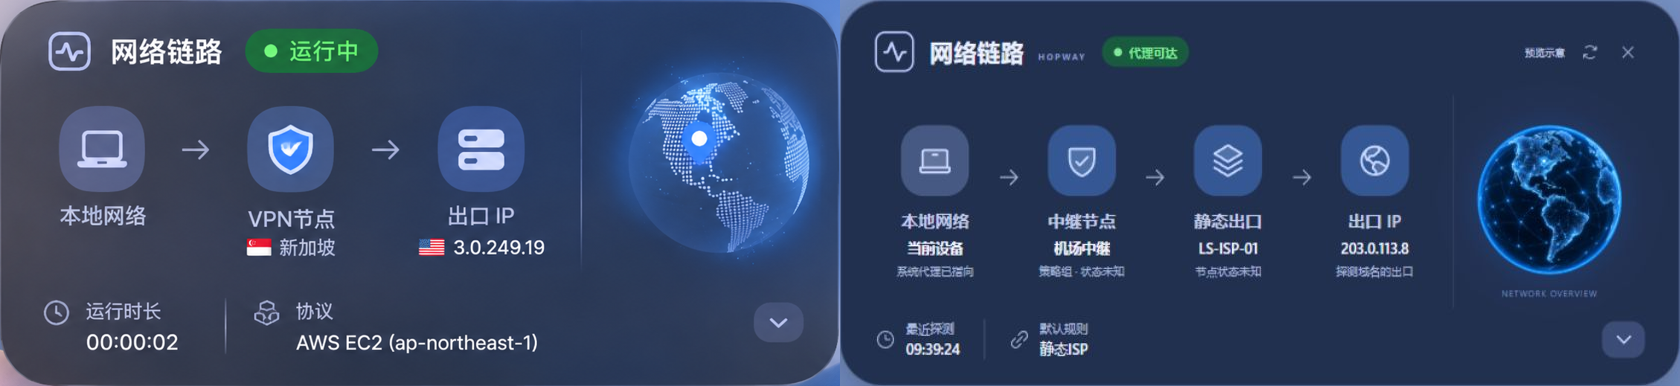 网络链路
运行中
本地网络
VPN节点
新加坡
出口 IP
3.0.249.19
运行时长
00:00:02
协议
AWS EC2 (ap-northeast-1)
网络链路 HOPWAY
代理可达
预览示意
本地网络
当前设备
系统代理已指向
中继节点
机场中继
策略组 · 状态未知
静态出口
LS-ISP-01
节点状态未知
出口 IP
203.0.113.8
探测域名的出口
NETWORK OVERVIEW
最近探测
09:39:24
默认规则
静态ISP